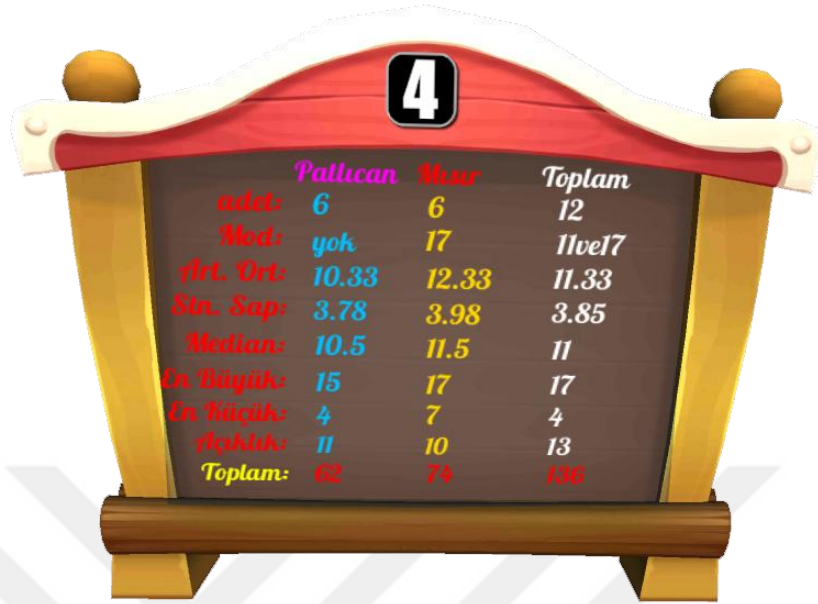 4
Patlıcan Mısır Toplam
adet: 6 6 12
Mod: yok 17 11ve17
Art. Ort: 10.33 12.33 11.33
Stn. Sap: 3.78 3.98 3.85
Median: 10.5 11.5 11
En Büyük: 15 17 17
En Küçük: 4 7 4
Açıklık: 11 10 13
Toplam: 62 74 136